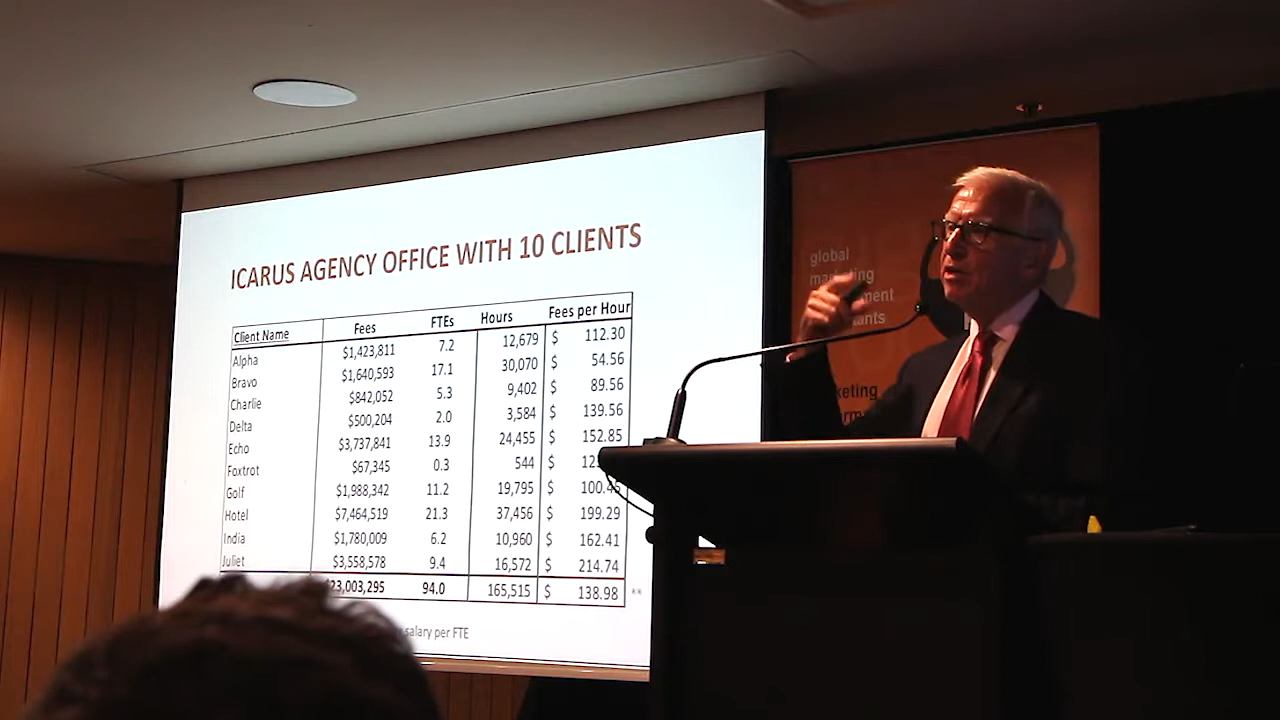 ICARUS AGENCY OFFICE WITH 10 CLIENTS
Client Name Fees FTEs Hours Fees per Hour
Alpha $1,423,811 7.2 12,679 $ 112.30
Bravo $1,640,593 17.1 30,070 $ 54.56
Charlie $842,052 5.3 9,402 $ 89.56
Delta $500,204 2.0 3,584 $ 139.56
Echo $3,737,841 13.9 24,455 $ 152.85
Foxtrot $67,345 0.3 544 $
Golf $1,988,342 11.2 19,795 $ 100.45
Hotel $7,464,519 21.3 37,456 $ 199.29
India $1,780,009 6.2 10,960 $ 162.41
Juliet $3,558,578 9.4 16,572 $ 214.74
23,003,295 94.0 165,515 $ 138.98 **
salary per FTE
global